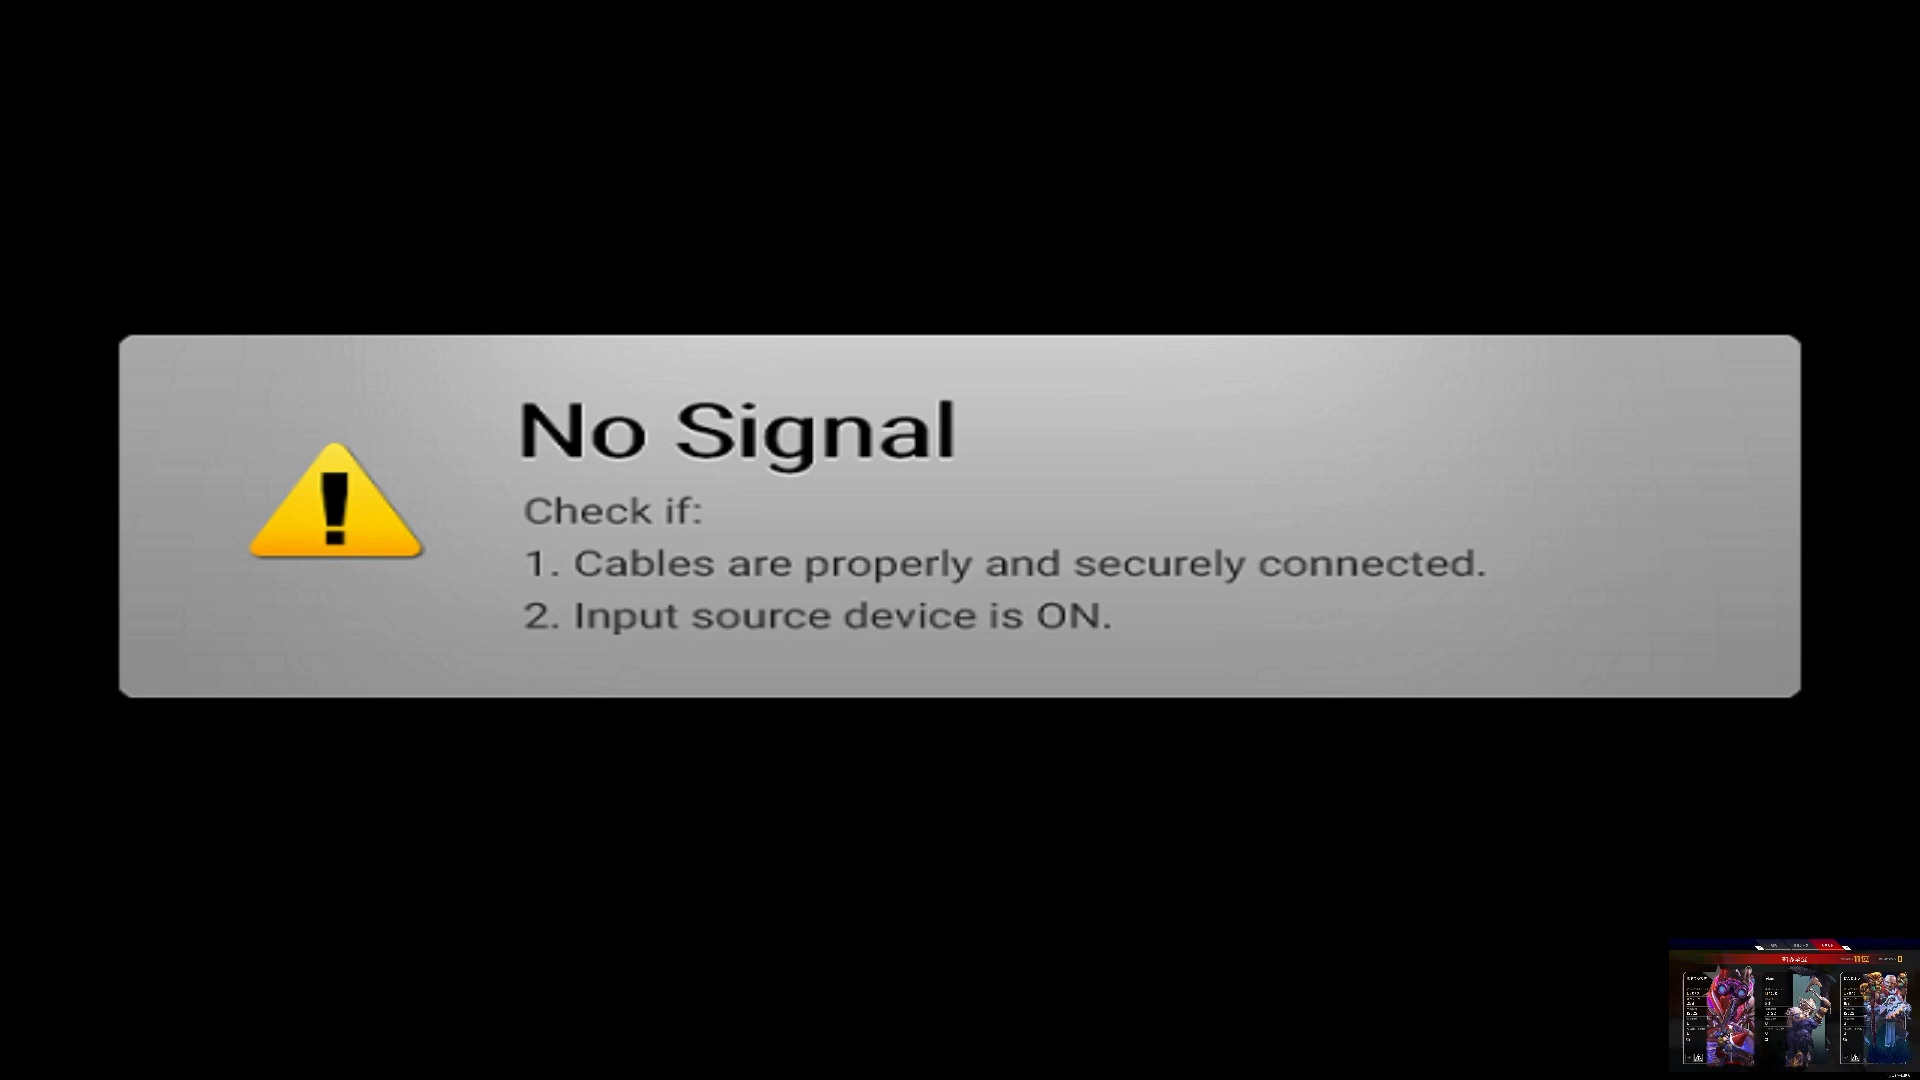 No Signal
Check if:
1. Cables are properly and securely connected.
2. Input source device is ON.